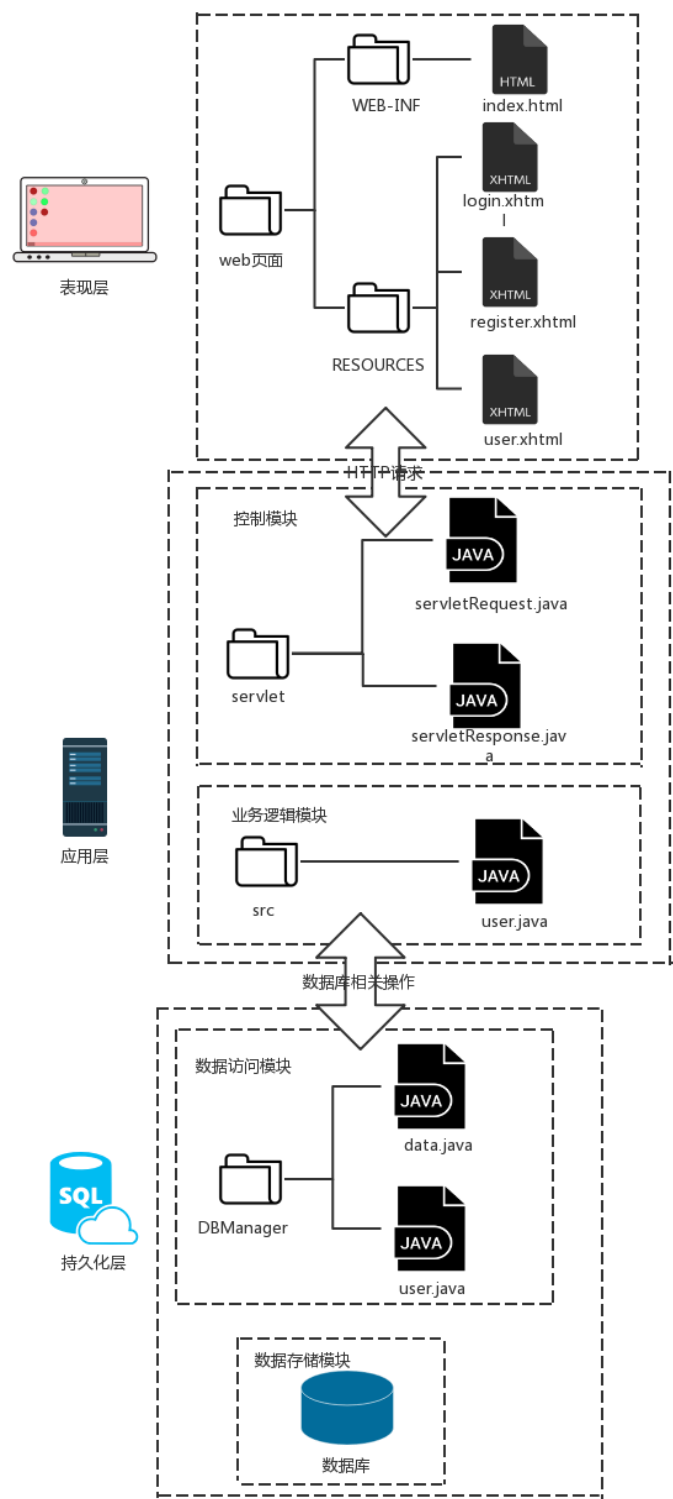 HTML
WEB-INF
index.html
XHTML
login.xhtm
l
web页面
表现层
XHTML
register.xhtml
RESOURCES
XHTML
user.xhtml
HTTP请求
控制模块
JAVA
servletRequest.java
servlet
JAVA
servletResponse.jav
a
应用层
业务逻辑模块
JAVA
src
user.java
数据库相关操作
数据访问模块
JAVA
data.java
SQL
持久化层
DBManager
JAVA
user.java
数据存储模块
数据库